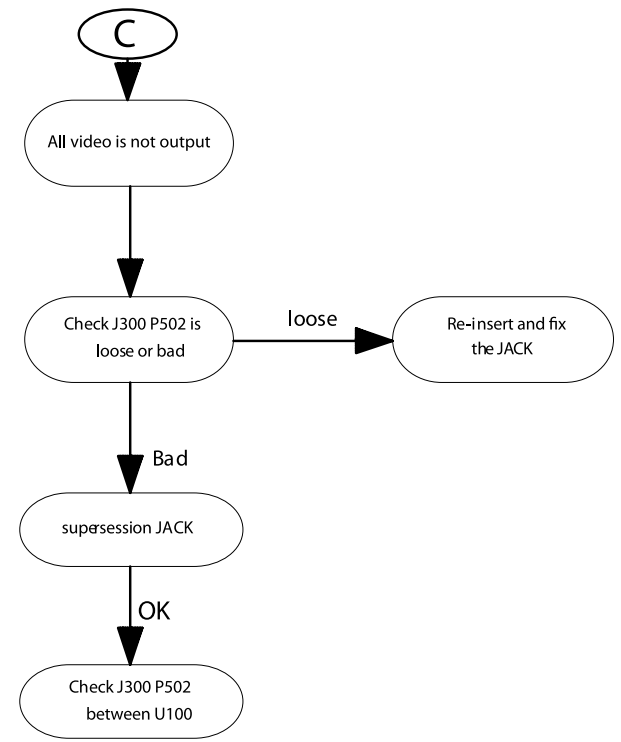 C
All video is not output
Check J300 P502 is
loose or bad
loose
Re-insert and fix
the JACK
Bad
supersession JACK
OK
Check J300 P502
between U100